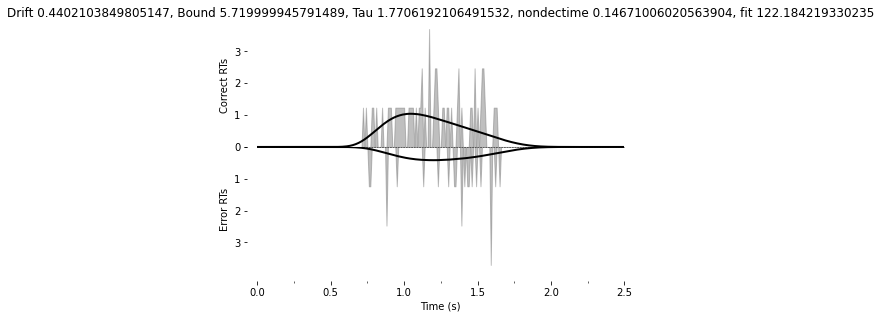 Drift 0.4402103849805147, Bound 5.719999945791489, Tau 1.7706192106491532, nondectime 0.14671006020563904, fit 122.184219330235
Correct RTs
3
2
1
0
1
2
3
Error RTs
0.0 0.5 1.0 1.5 2.0 2.5
Time (s)